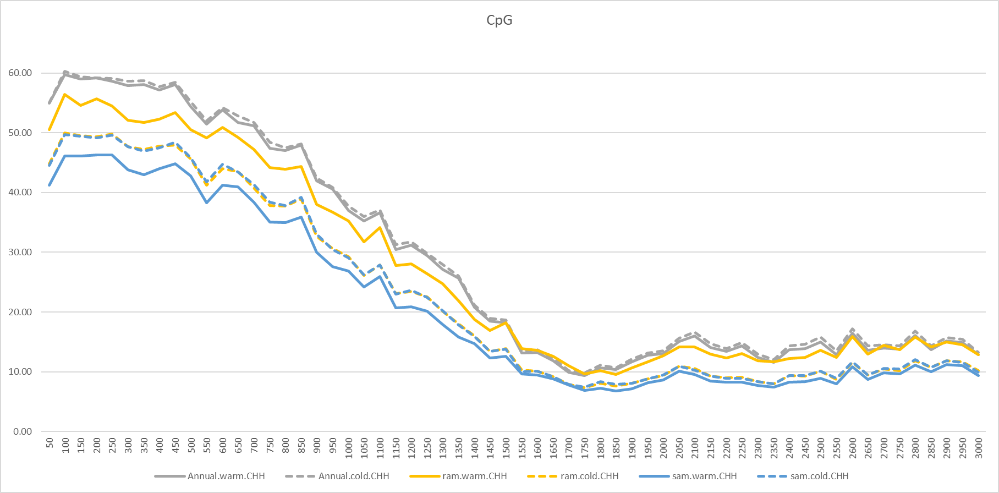 CpG
60.00
50.00
40.00
30.00
20.00
10.00
0.00
50 100 150 200 250 300 350 400 450 500 550 600 650 700 750 800 850 900 950 1000 1050 1100 1150 1200 1250 1300 1350 1400 1450 1500 1550 1600 1650 1700 1750 1800 1850 1900 1950 2000 2050 2100 2150 2200 2250 2300 2350 2400 2450 2500 2550 2600 2650 2700 2750 2800 2850 2900 2950 3000
Annual.warm.CHH Annual.cold.CHH ram.warm.CHH ram.cold.CHH sam.warm.CHH sam.cold.CHH